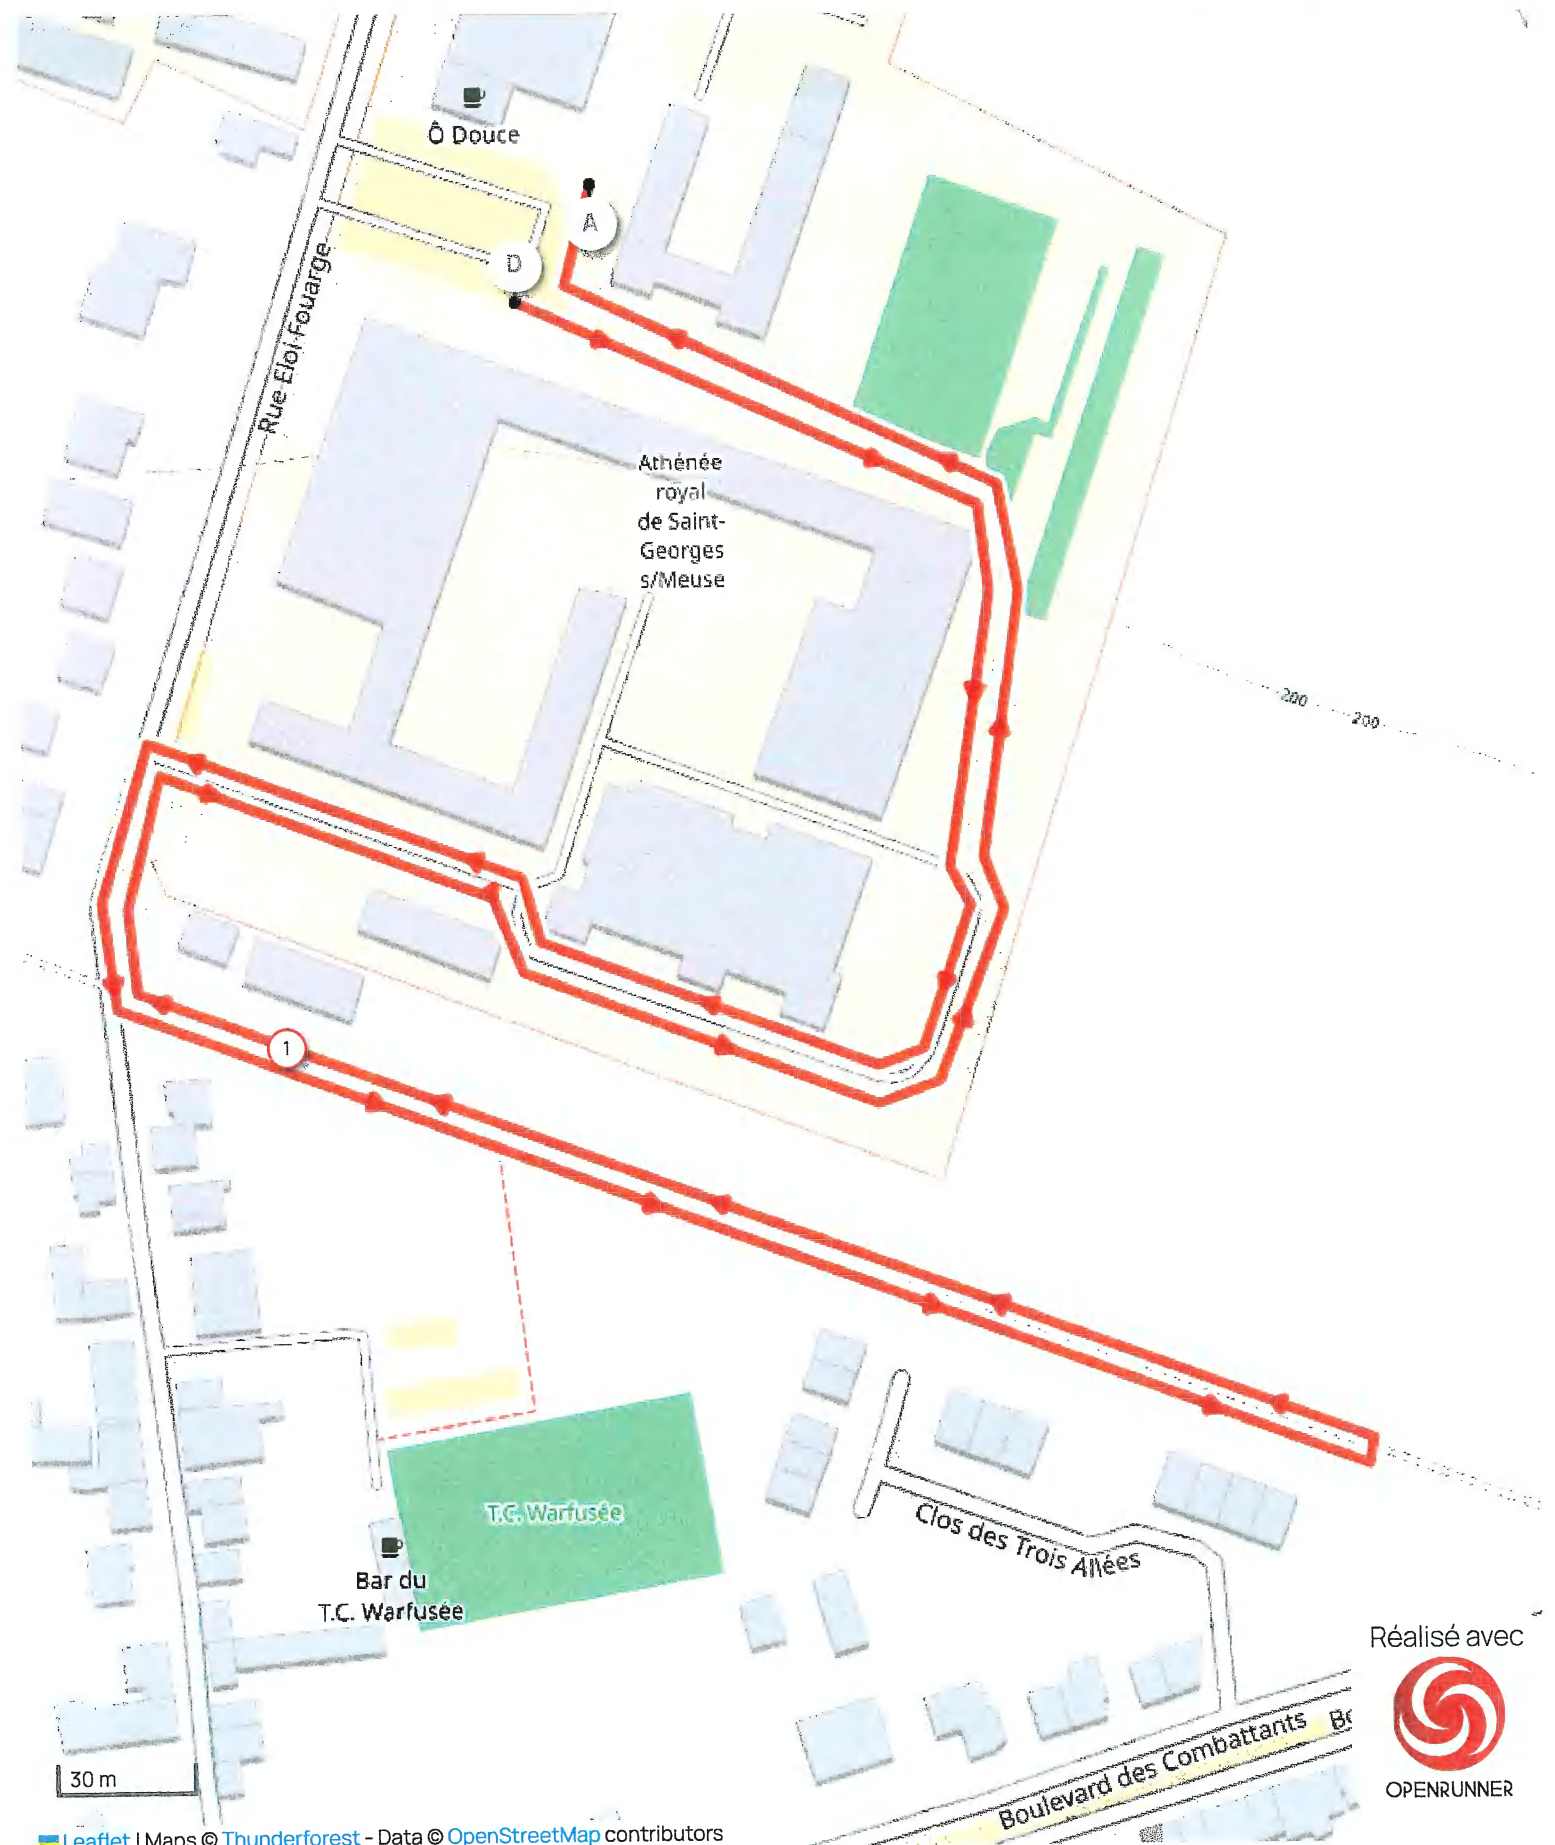 Ô Douce
A
D
Rue Eloi Fouarge
Athénée
royal
de Saint-
Georges
s/Meuse
200
200
1
T.C. Warfusée
Clos des Trois Allées
Bar du
T.C. Warfusée
Réalisé avec
OPENRUNNER
Boulevard des Combattants
30 m
Leaflet | Maps © Thunderforest - Data © OpenStreetMap contributors